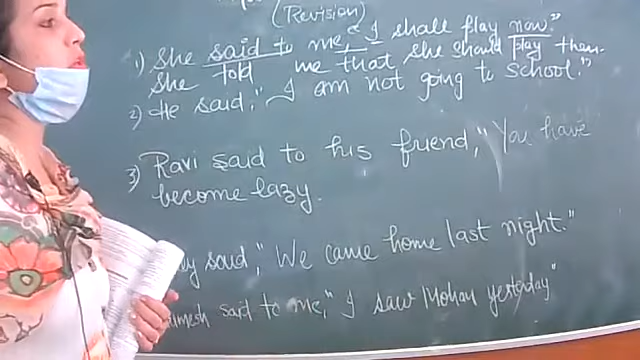 (Revision)
1) She said to me, "I shall play now."
She told me that she should play then.
2) He said, "I am not going to school."
3) Ravi said to his friend, "You have
become lazy.
said, "We came home last night."
said to me, "I saw Mohan yesterday"